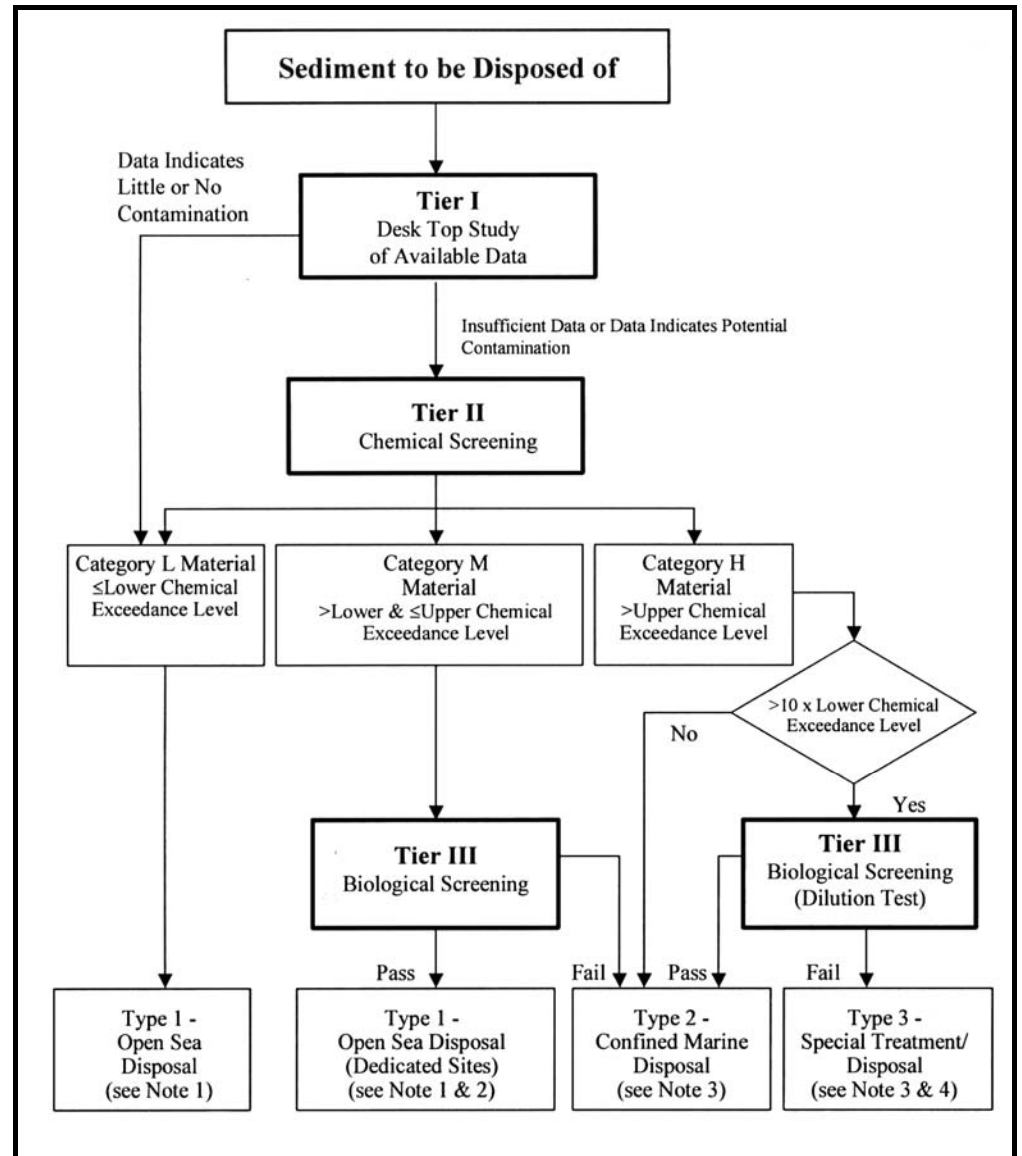 Sediment to be Disposed of
Data Indicates
Little or No
Contamination
Tier I
Desk Top Study
of Available Data
Insufficient Data or Data Indicates Potential
Contamination
Tier II
Chemical Screening
Category L Material
≤Lower Chemical
Exceedance Level
Category M
Material
>Lower & ≤Upper Chemical
Exceedance Level
Category H
Material
>Upper Chemical
Exceedance Level
>10 x Lower Chemical
Exceedance Level
No
Yes
Tier III
Biological Screening
Tier III
Biological Screening
(Dilution Test)
Pass
Fail
Pass
Fail
Type 1 -
Open Sea
Disposal
(see Note 1)
Type 1 -
Open Sea Disposal
(Dedicated Sites)
(see Note 1 & 2)
Type 2 -
Confined Marine
Disposal
(see Note 3)
Type 3 -
Special Treatment/
Disposal
(see Note 3 & 4)